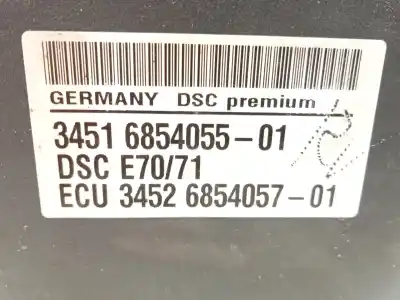 GERMANY DSC premium
3451 6854055-01
DSC E70/71
ECU 3452 6854057-01